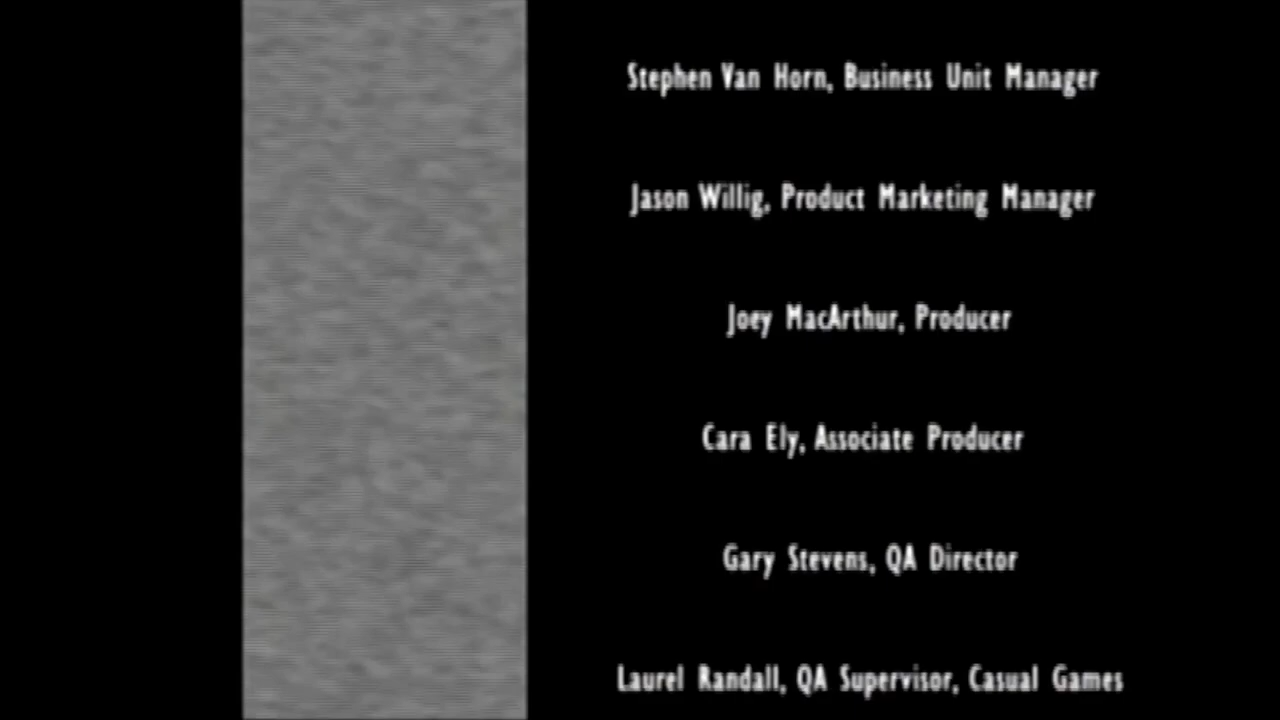 Stephen Van Horn, Business Unit Manager
Jason Willig, Product Marketing Manager
Joey MacArthur, Producer
Cara Ely, Associate Producer
Gary Stevens, QA Director
Laurel Randall, QA Supervisor, Casual Games